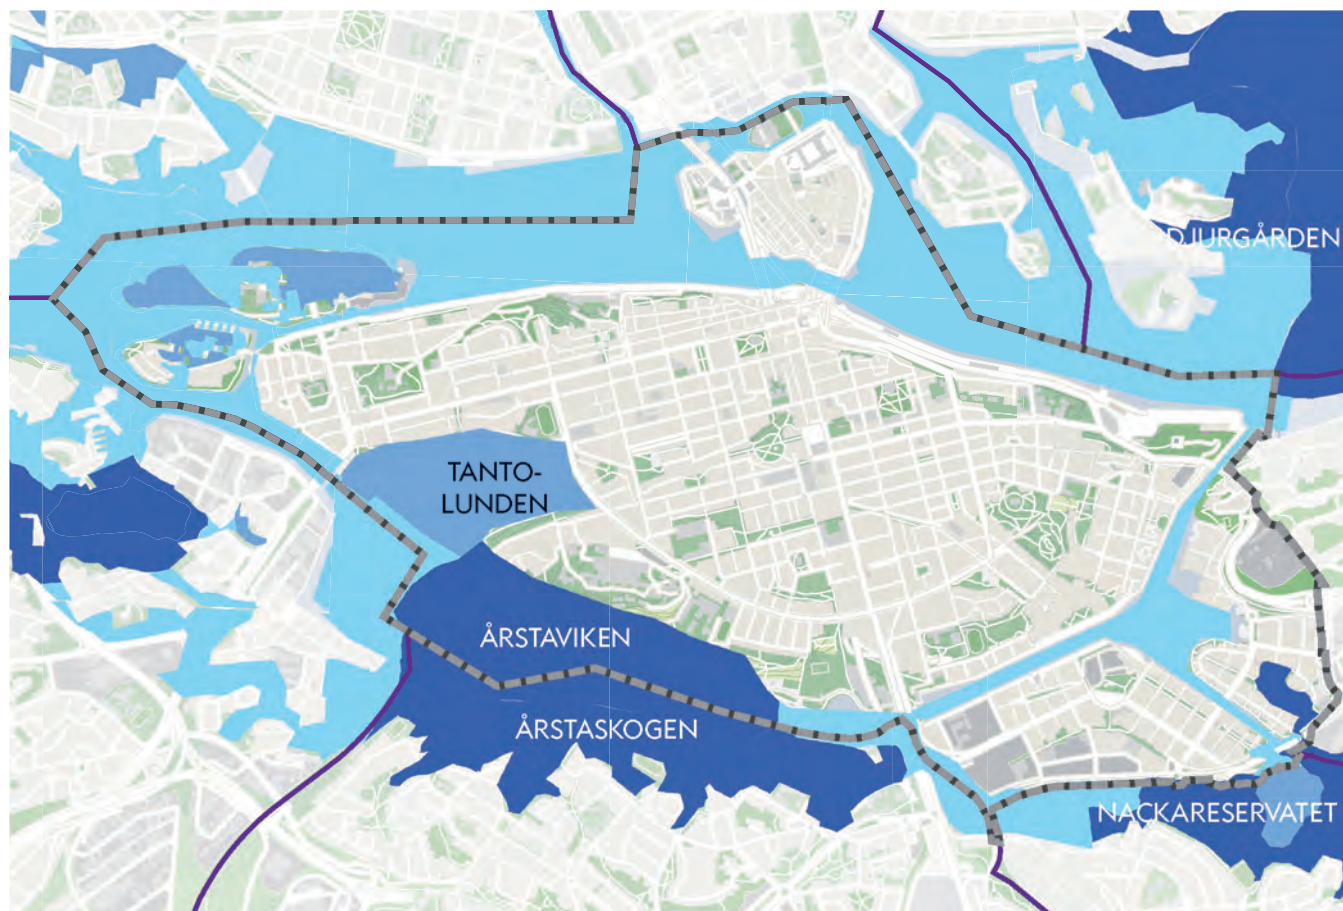 DJURGÅRDEN
TANTO-
LUNDEN
ÅRSTAVIKEN
ÅRSTASKOGEN
NACKARESERVATET